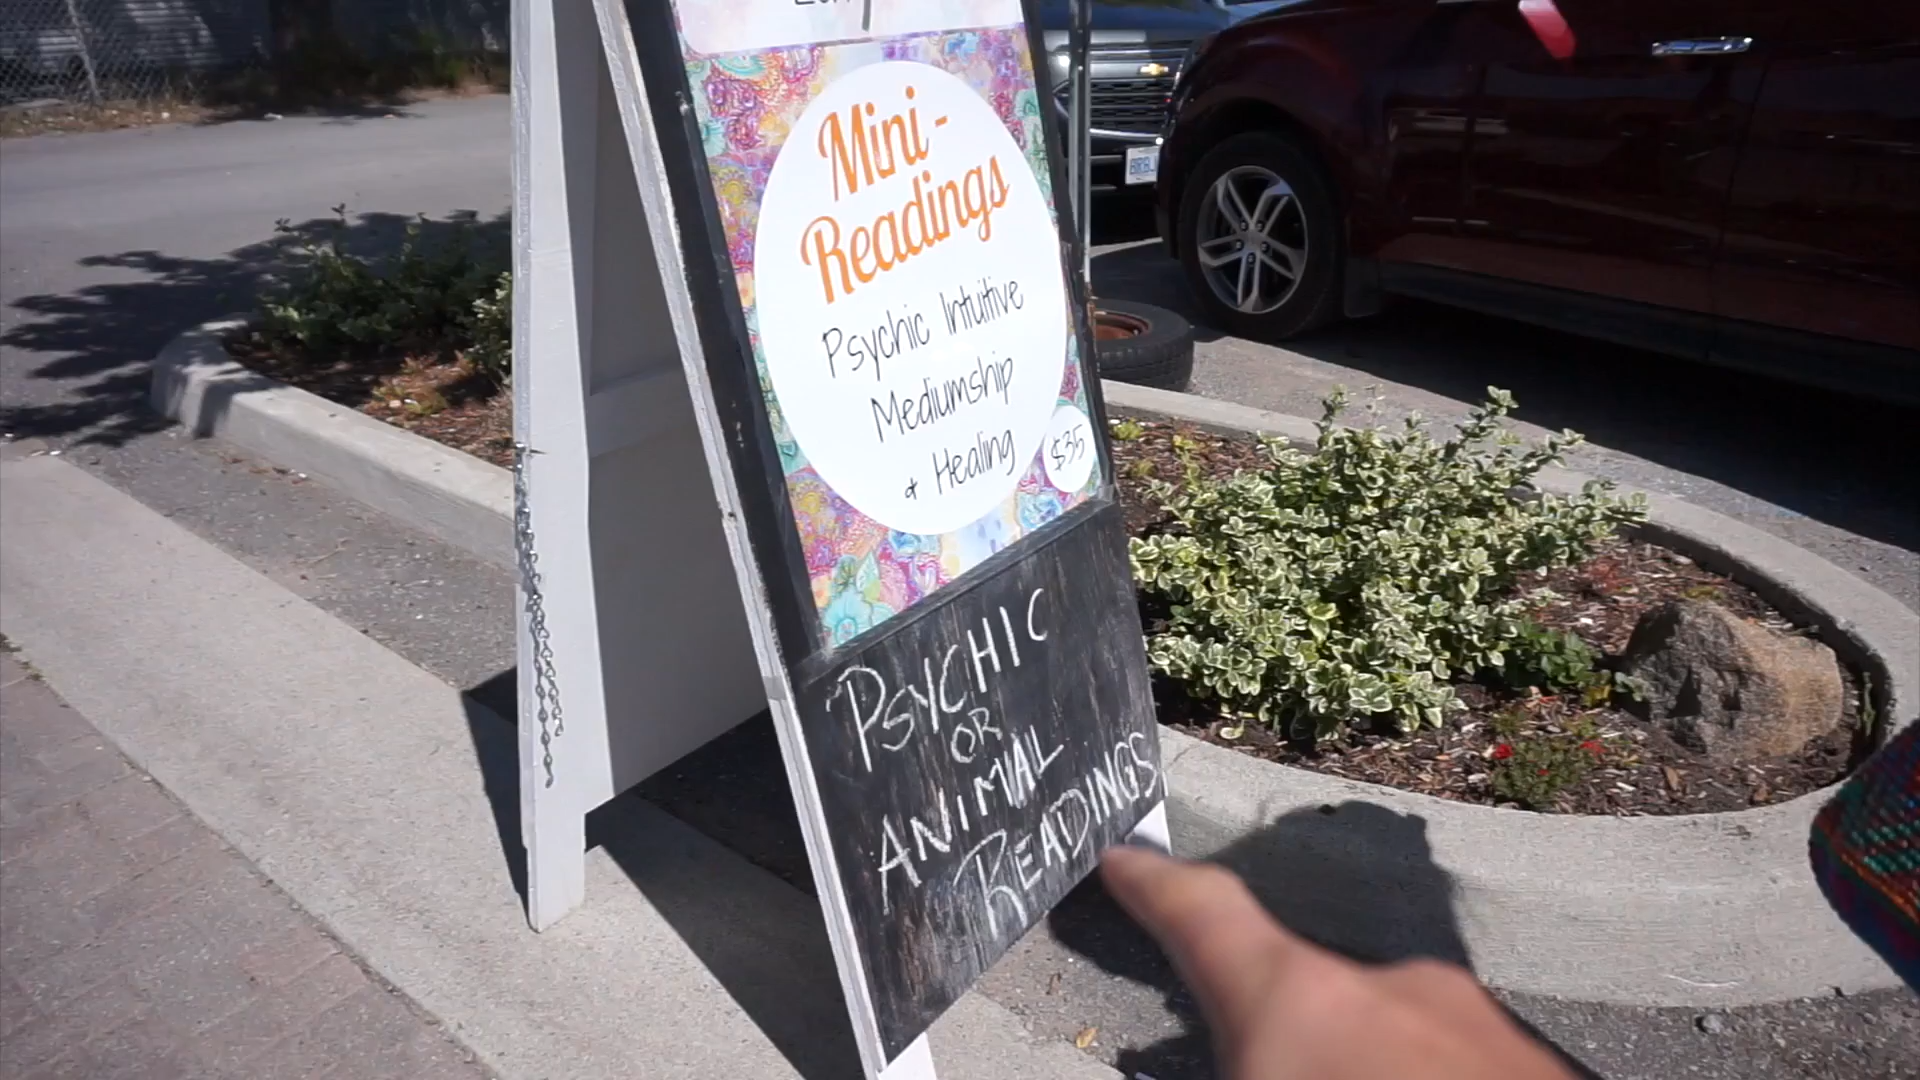 Mini-
Readings
Psychic Intuitive
Mediumship
& Healing
$35
PSYCHIC
OR
ANIMAL
READINGS